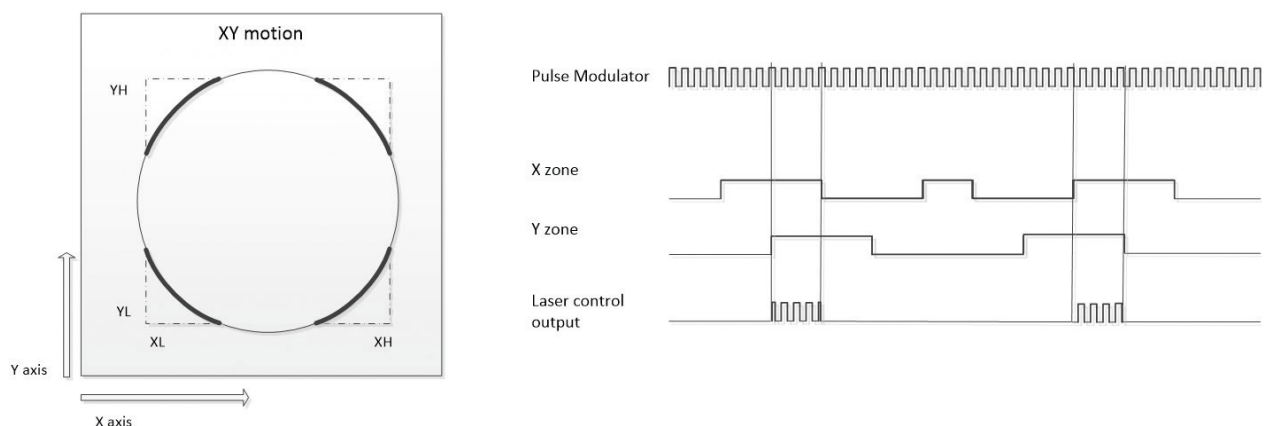 XY motion
YH
YL
XL
XH
Y axis
X axis
Pulse Modulator
X zone
Y zone
Laser control
output